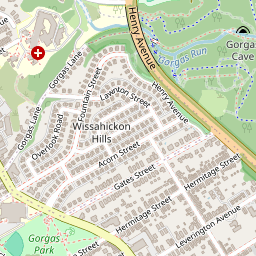 Henry Avenue
Gorgas Lane
Gorgas Run
Gorgas
Cave
Fountain Street
Lawnton Street
Henry Avenue
Gorgas Lane
Overlook Road
Wissahickon
Hills
Acorn Street
Gates Street
Hermitage Street
Hermitage Street
Leverington Avenue
Gorgas
Park
Street